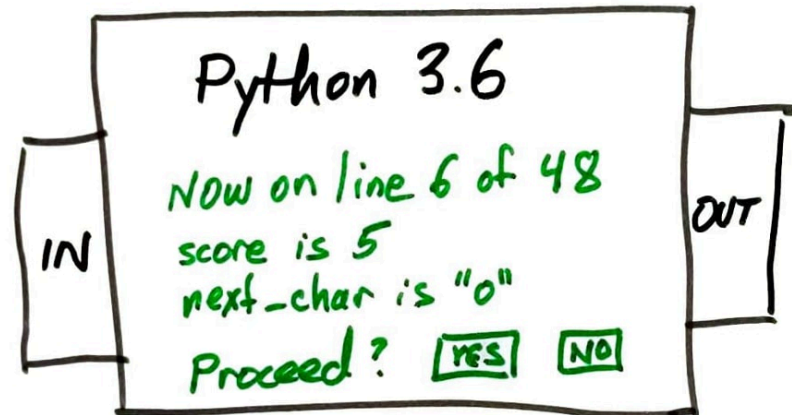 Python 3.6
Now on line 6 of 48
score is 5
IN
OUT
next_char is "o"
Proceed? YES NO